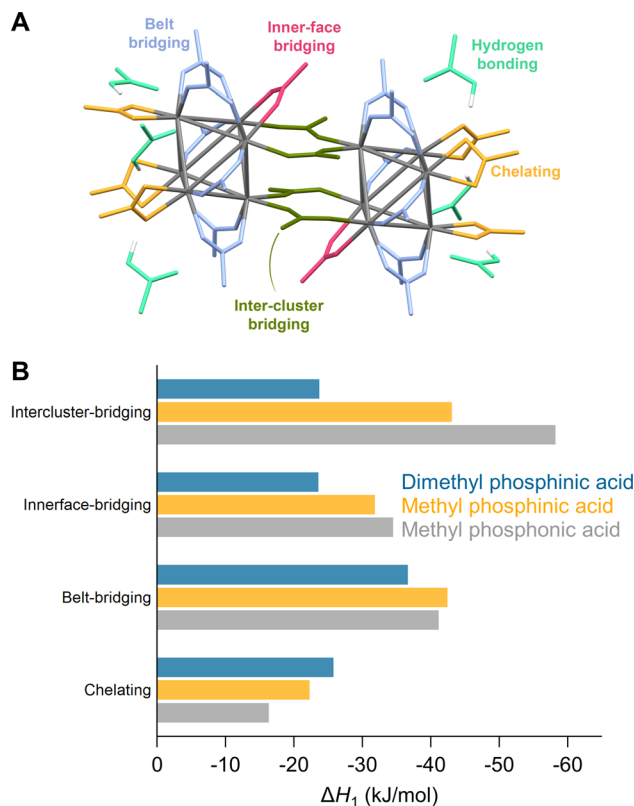 A
Belt
bridging
Inner-face
bridging
Hydrogen
bonding
Chelating
Inter-cluster
bridging
B
Intercluster-bridging
Innerface-bridging
Belt-bridging
Chelating
Dimethyl phosphinic acid
Methyl phosphinic acid
Methyl phosphonic acid
0 -10 -20 -30 -40 -50 -60
ΔH₁ (kJ/mol)